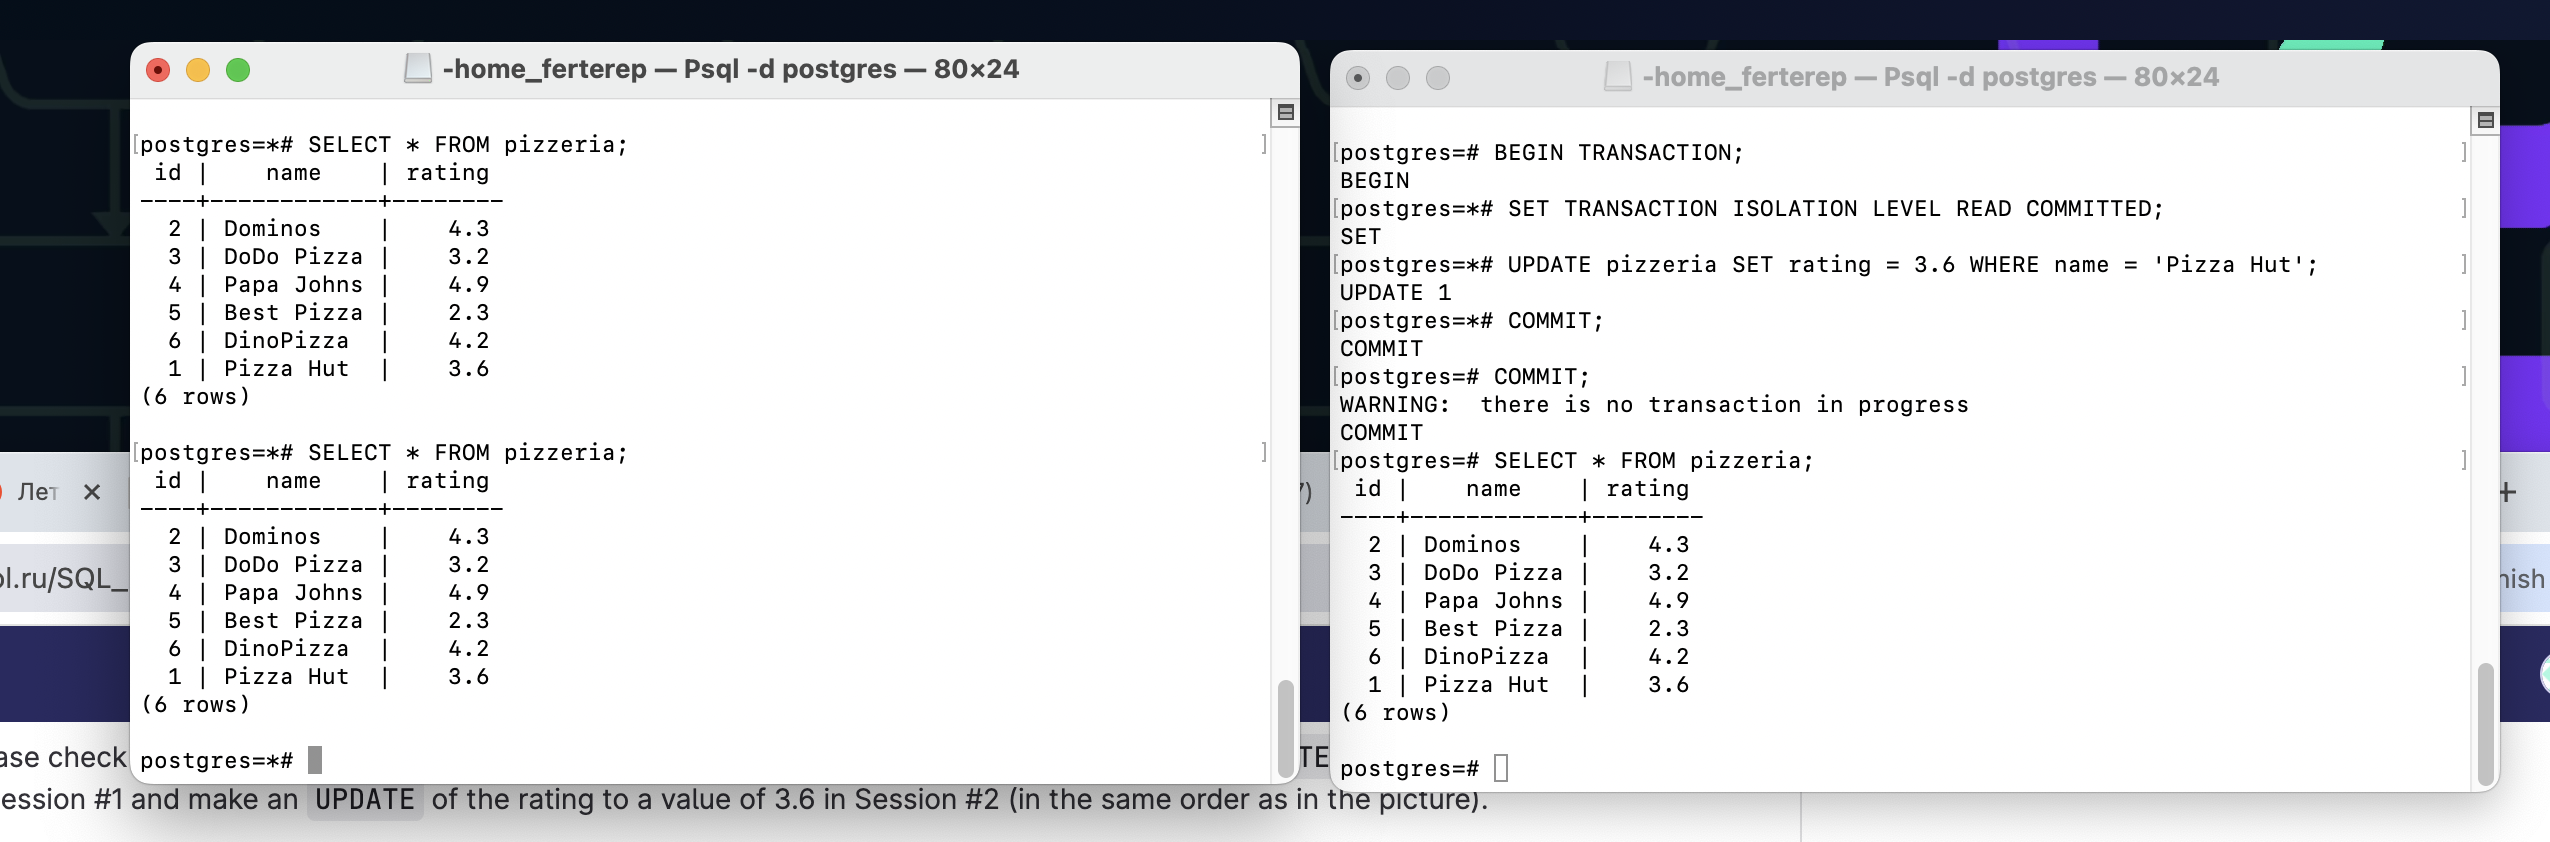 -home_ferterep — Psql -d postgres — 80×24
postgres=*# SELECT * FROM pizzeria;
 id |    name    | rating
----+------------+--------
  2 | Dominos    |    4.3
  3 | DoDo Pizza |    3.2
  4 | Papa Johns |    4.9
  5 | Best Pizza |    2.3
  6 | DinoPizza  |    4.2
  1 | Pizza Hut  |    3.6
(6 rows)
postgres=*# SELECT * FROM pizzeria;
 id |    name    | rating
----+------------+--------
  2 | Dominos    |    4.3
  3 | DoDo Pizza |    3.2
  4 | Papa Johns |    4.9
  5 | Best Pizza |    2.3
  6 | DinoPizza  |    4.2
  1 | Pizza Hut  |    3.6
(6 rows)
postgres=*#
-home_ferterep — Psql -d postgres — 80×24
postgres=# BEGIN TRANSACTION;
BEGIN
postgres=*# SET TRANSACTION ISOLATION LEVEL READ COMMITTED;
SET
postgres=*# UPDATE pizzeria SET rating = 3.6 WHERE name = 'Pizza Hut';
UPDATE 1
postgres=*# COMMIT;
COMMIT
postgres=# COMMIT;
WARNING:  there is no transaction in progress
COMMIT
postgres=# SELECT * FROM pizzeria;
 id |    name    | rating
----+------------+--------
  2 | Dominos    |    4.3
  3 | DoDo Pizza |    3.2
  4 | Papa Johns |    4.9
  5 | Best Pizza |    2.3
  6 | DinoPizza  |    4.2
  1 | Pizza Hut  |    3.6
(6 rows)
postgres=#
Лет
ol.ru/SQL_
nish
ase check
TE
ession #1 and make an UPDATE of the rating to a value of 3.6 in Session #2 (in the same order as in the picture).